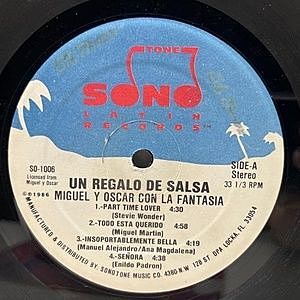 TONE
SONO
LATIN
RECORDS
SO-1006
Licensed from
Miguel y Oscar
UN REGALO DE SALSA
MIGUEL Y OSCAR CON LA FANTASIA
SIDE-A
Stereo
33 1/3 RPM
©1986
1.-PART TIME LOVER 4:30
(Stevie Wonder)
2.-TODO ESTA QUERIDO 4:58
(Miguel Martin)
3.-INSOPORTABLEMENTE BELLA 4:19
(Manuel Alejandro/Ana Magdalena)
4.-SEÑORA 4:39
(Enildo Padron)
MANUFACTURED & DISTRIBUTED BY SONOTONE MUSIC CO. 4380 N.W 128 ST OPA LOCKA, FL 33054